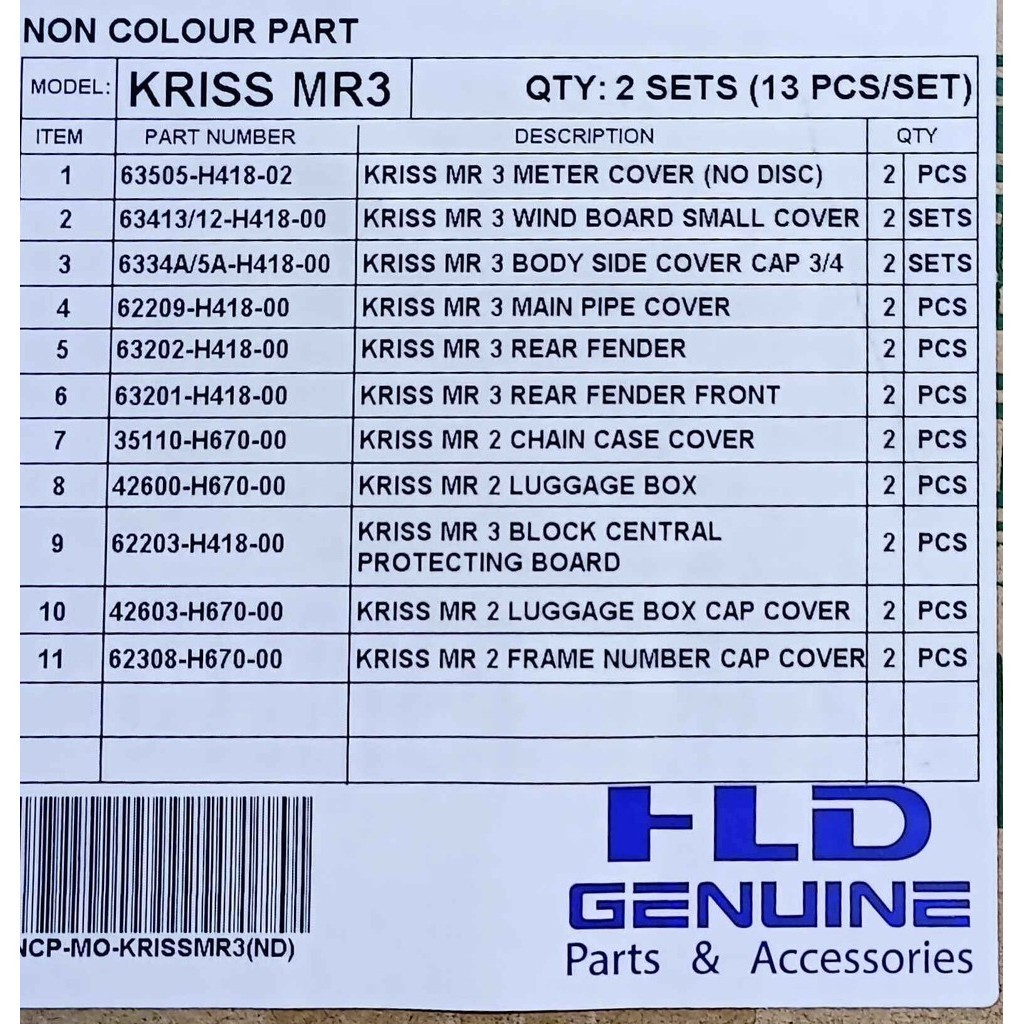 NON COLOUR PART
MODEL: KRISS MR3 QTY: 2 SETS (13 PCS/SET)
ITEM PART NUMBER DESCRIPTION QTY
1 63505-H418-02 KRISS MR 3 METER COVER (NO DISC) 2 PCS
2 63413/12-H418-00 KRISS MR 3 WIND BOARD SMALL COVER 2 SETS
3 6334A/5A-H418-00 KRISS MR 3 BODY SIDE COVER CAP 3/4 2 SETS
4 62209-H418-00 KRISS MR 3 MAIN PIPE COVER 2 PCS
5 63202-H418-00 KRISS MR 3 REAR FENDER 2 PCS
6 63201-H418-00 KRISS MR 3 REAR FENDER FRONT 2 PCS
7 35110-H670-00 KRISS MR 2 CHAIN CASE COVER 2 PCS
8 42600-H670-00 KRISS MR 2 LUGGAGE BOX 2 PCS
9 62203-H418-00 KRISS MR 3 BLOCK CENTRAL
PROTECTING BOARD 2 PCS
10 42603-H670-00 KRISS MR 2 LUGGAGE BOX CAP COVER 2 PCS
11 62308-H670-00 KRISS MR 2 FRAME NUMBER CAP COVER 2 PCS
HLD
GENUINE
NCP-MO-KRISSMR3(ND)
Parts & Accessories